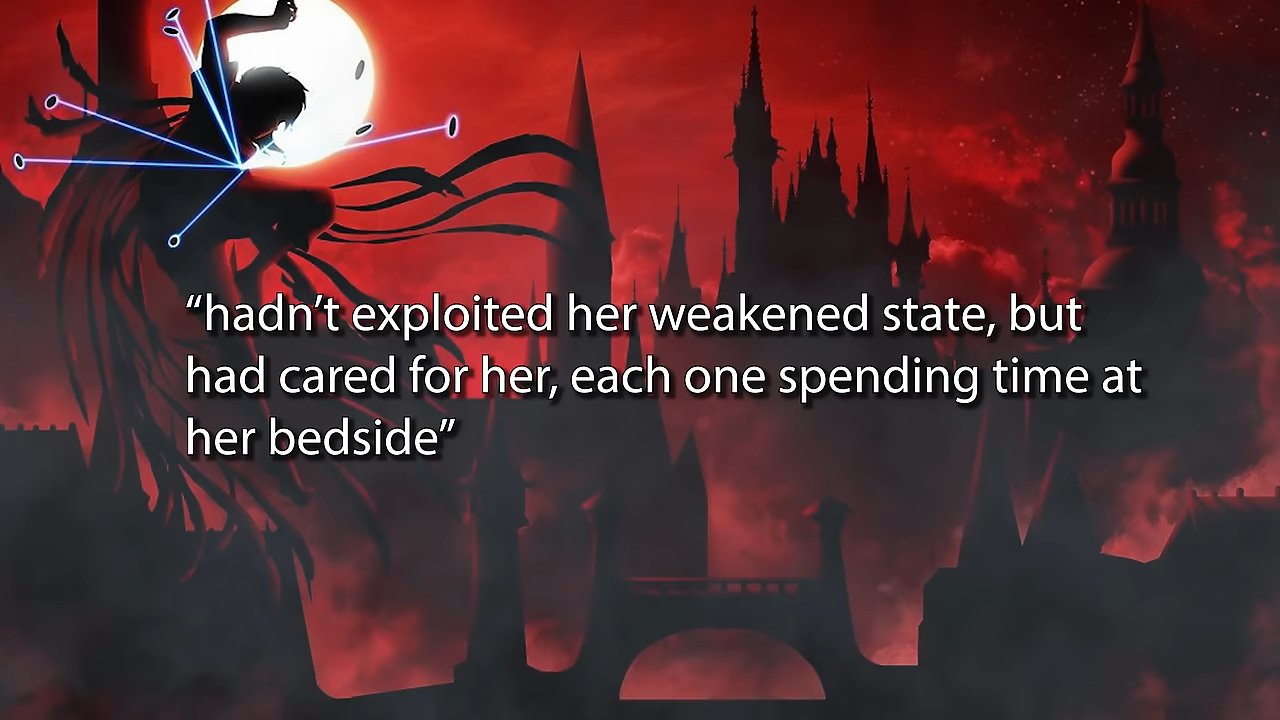 “hadn’t exploited her weakened state, but
had cared for her, each one spending time at
her bedside”